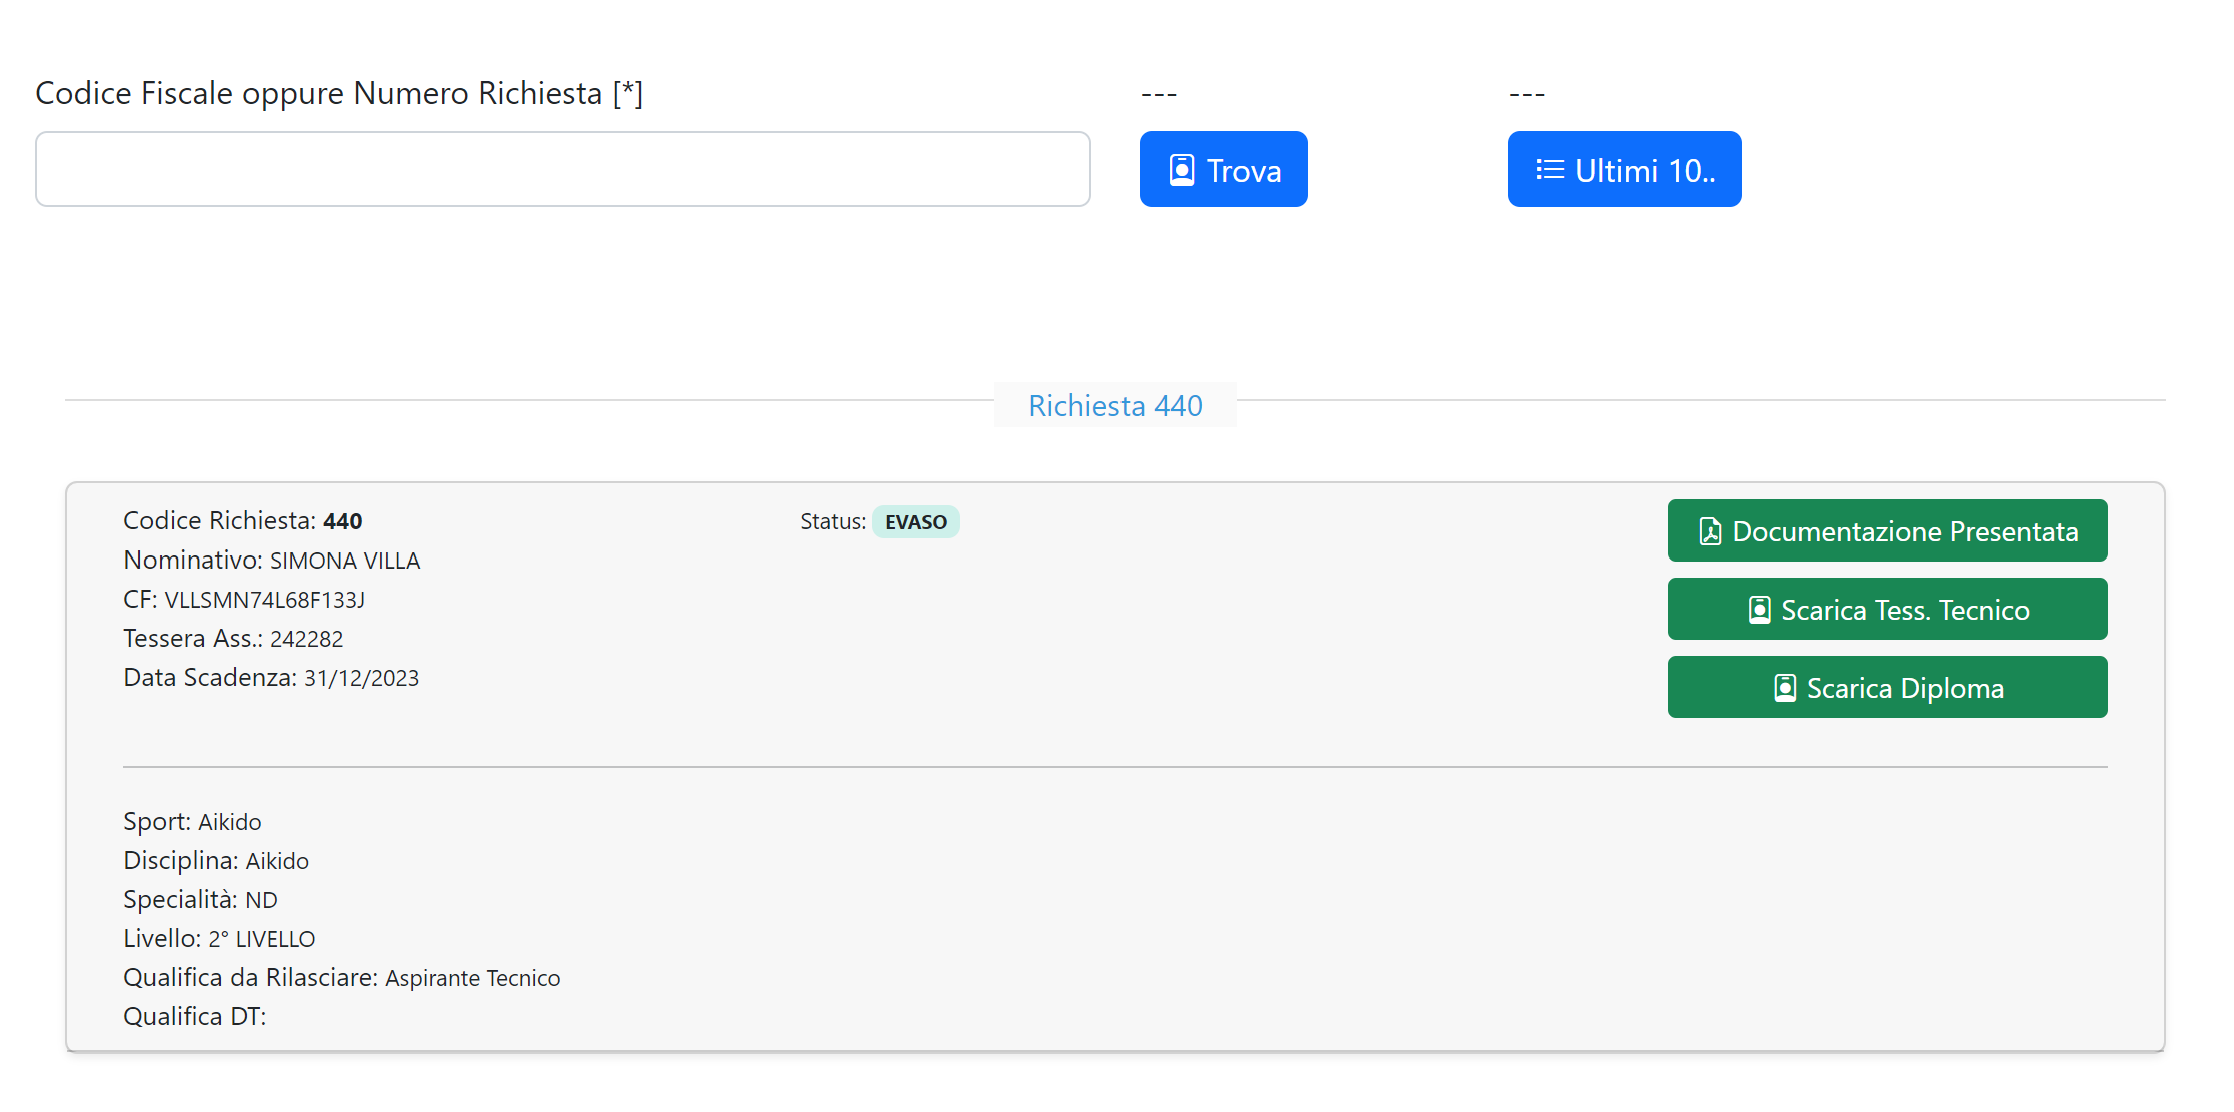 Codice Fiscale oppure Numero Richiesta [*]
---
---
Trova
Ultimi 10..
Richiesta 440
Codice Richiesta: 440
Nominativo: SIMONA VILLA
CF: VLLSMN74L68F133J
Tessera Ass.: 242282
Data Scadenza: 31/12/2023
Status: EVASO
Documentazione Presentata
Scarica Tess. Tecnico
Scarica Diploma
Sport: Aikido
Disciplina: Aikido
Specialità: ND
Livello: 2° LIVELLO
Qualifica da Rilasciare: Aspirante Tecnico
Qualifica DT: